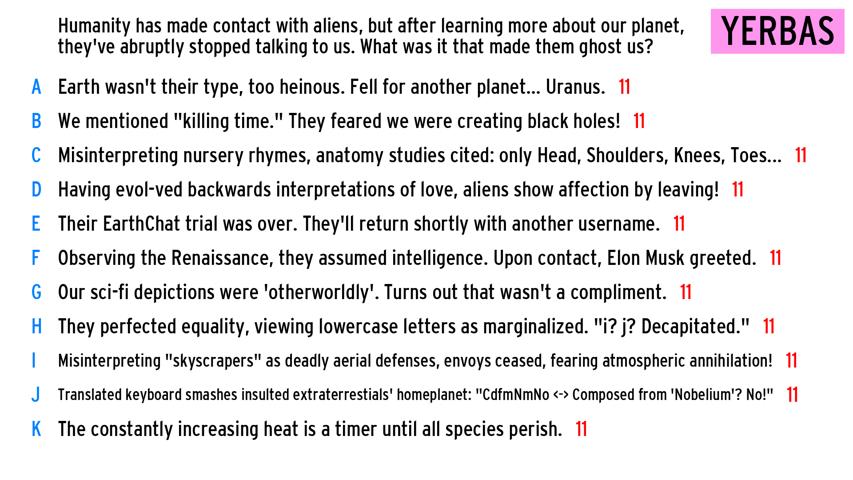 Humanity has made contact with aliens, but after learning more about our planet,
they've abruptly stopped talking to us. What was it that made them ghost us?
YERBAS
A Earth wasn't their type, too heinous. Fell for another planet... Uranus. 11
B We mentioned "killing time." They feared we were creating black holes! 11
C Misinterpreting nursery rhymes, anatomy studies cited: only Head, Shoulders, Knees, Toes... 11
D Having evol-ved backwards interpretations of love, aliens show affection by leaving! 11
E Their EarthChat trial was over. They'll return shortly with another username. 11
F Observing the Renaissance, they assumed intelligence. Upon contact, Elon Musk greeted. 11
G Our sci-fi depictions were 'otherworldly'. Turns out that wasn't a compliment. 11
H They perfected equality, viewing lowercase letters as marginalized. "i? j? Decapitated." 11
I Misinterpreting "skyscrapers" as deadly aerial defenses, envoys ceased, fearing atmospheric annihilation! 11
J Translated keyboard smashes insulted extraterrestials' homeplanet: "CdfmNmNo <-> Composed from 'Nobelium'? No!" 11
K The constantly increasing heat is a timer until all species perish. 11